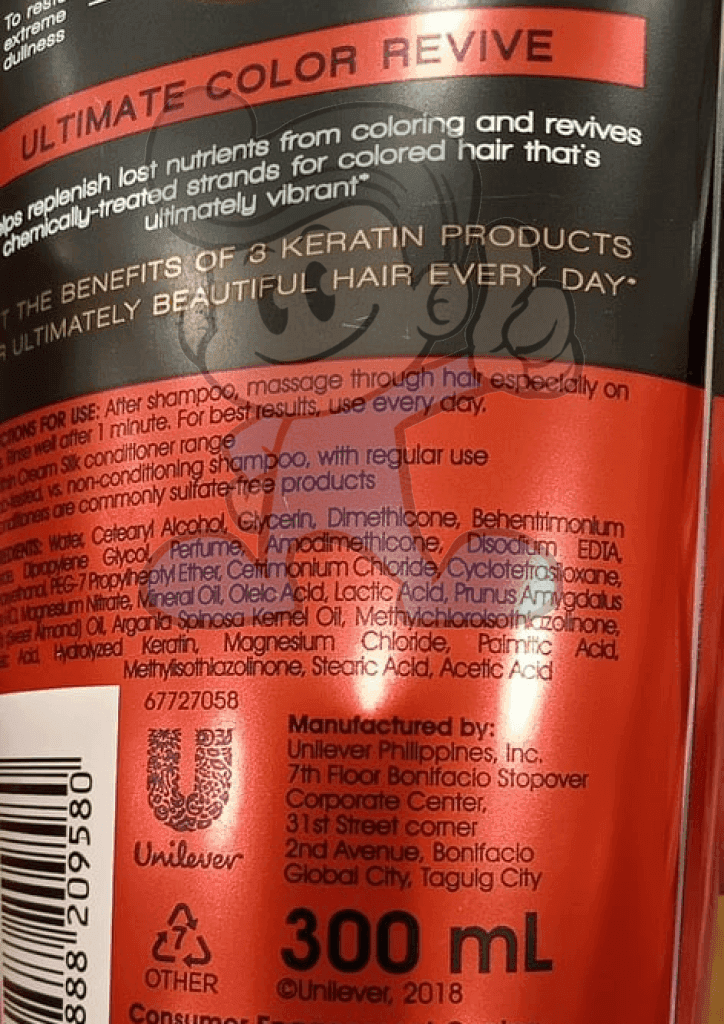 To
extreme
dullness
ULTIMATE COLOR REVIVE
replenish lost nutrients from coloring and revives
chemically-treated strands for colored hair that's
ultimately vibrant*
THE BENEFITS OF 3 KERATIN PRODUCTS
ULTIMATELY BEAUTIFUL HAIR EVERY DAY*
FOR USE: After shampoo, massage through hair especially on
Rinse well after 1 minute. For best results, use every day.
Cream Silk conditioner range
vs. non-conditioning shampoo, with regular use
are commonly sulfate-free products
Water, Cetearyl Alcohol, Glycerin, Dimethicone, Behentrimonium
Dipropylene Glycol, Perfume, Amodimethicone, Disodium EDTA,
PEG-7 Propylheptyl Ether, Cetrimonium Chloride, Cyclotetrasiloxane,
Magnesium Nitrate, Mineral Oil, Oleic Acid, Lactic Acid, Prunus Amygdalus
(Sweet Almond) Oil, Argania Spinosa Kernel Oil, Methylchloroisothiazolinone,
Acid, Hydrolyzed Keratin, Magnesium Chloride, Palmitic Acid,
Methylisothiazolinone, Stearic Acid, Acetic Acid
67727058
Manufactured by:
Unilever Philippines, Inc.
7th Floor Bonifacio Stopover
Corporate Center,
31st Street corner
2nd Avenue, Bonifacio
Global City, Taguig City
Unilever
888 209580
7
OTHER
300 mL
©Unilever, 2018
Consumer